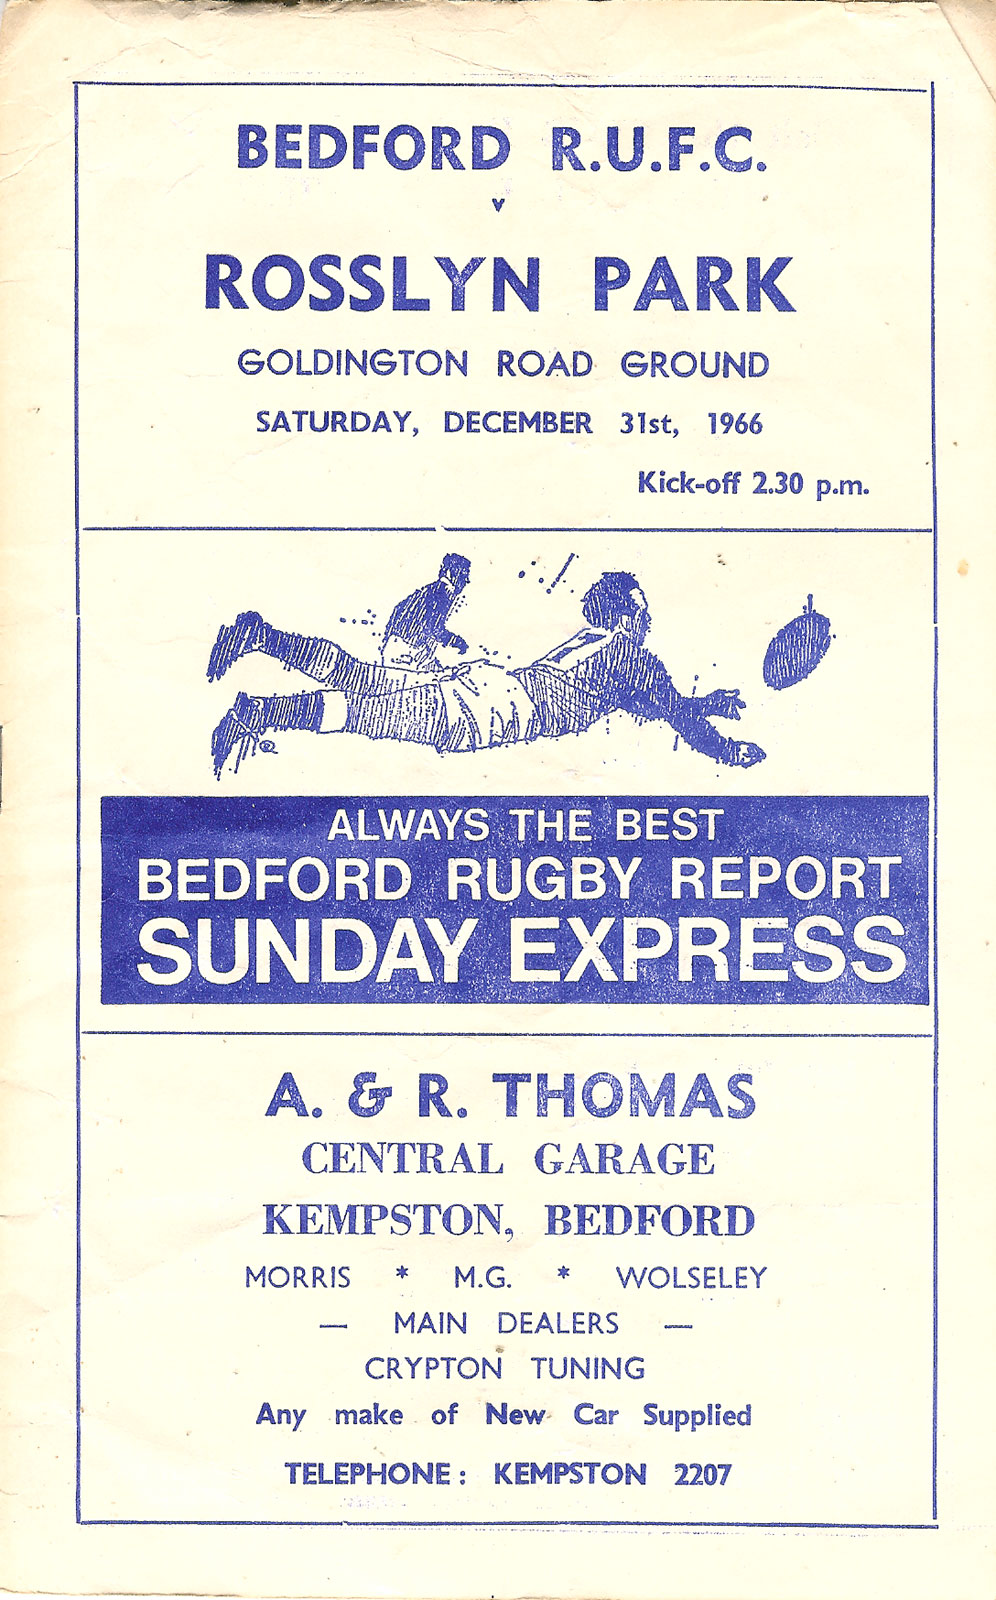 BEDFORD R.U.F.C.
v
ROSSLYN PARK
GOLDINGTON ROAD GROUND
SATURDAY, DECEMBER 31st, 1966
Kick-off 2.30 p.m.
ALWAYS THE BEST
BEDFORD RUGBY REPORT
SUNDAY EXPRESS
A. & R. THOMAS
CENTRAL GARAGE
KEMPSTON, BEDFORD
MORRIS * M.G. * WOLSELEY
— MAIN DEALERS —
CRYPTON TUNING
Any make of New Car Supplied
TELEPHONE: KEMPSTON 2207